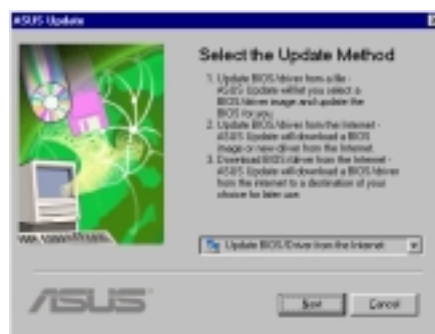 ASUS Update
Select the Update Method
1. Update BIOS/driver from a file -
ASUS Update will let you select a
BIOS/driver image and update the
BIOS for you.
2. Update BIOS/driver from the Internet -
ASUS Update will download a BIOS
image or new driver from the Internet.
3. Download BIOS/driver from the Internet -
ASUS Update will download a BIOS/driver
from the internet to a destination of your
choice for later use.
Update BIOS/Driver from the Internet
ASUS
Next
Cancel